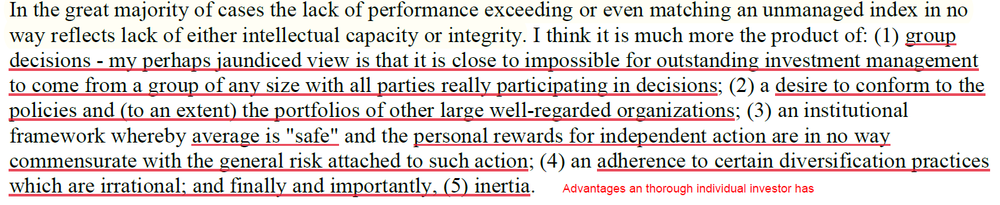 In the great majority of cases the lack of performance exceeding or even matching an unmanaged index in no
way reflects lack of either intellectual capacity or integrity. I think it is much more the product of: (1) group
decisions - my perhaps jaundiced view is that it is close to impossible for outstanding investment management
to come from a group of any size with all parties really participating in decisions; (2) a desire to conform to the
policies and (to an extent) the portfolios of other large well-regarded organizations; (3) an institutional
framework whereby average is "safe" and the personal rewards for independent action are in no way
commensurate with the general risk attached to such action; (4) an adherence to certain diversification practices
which are irrational; and finally and importantly, (5) inertia. Advantages an thorough individual investor has